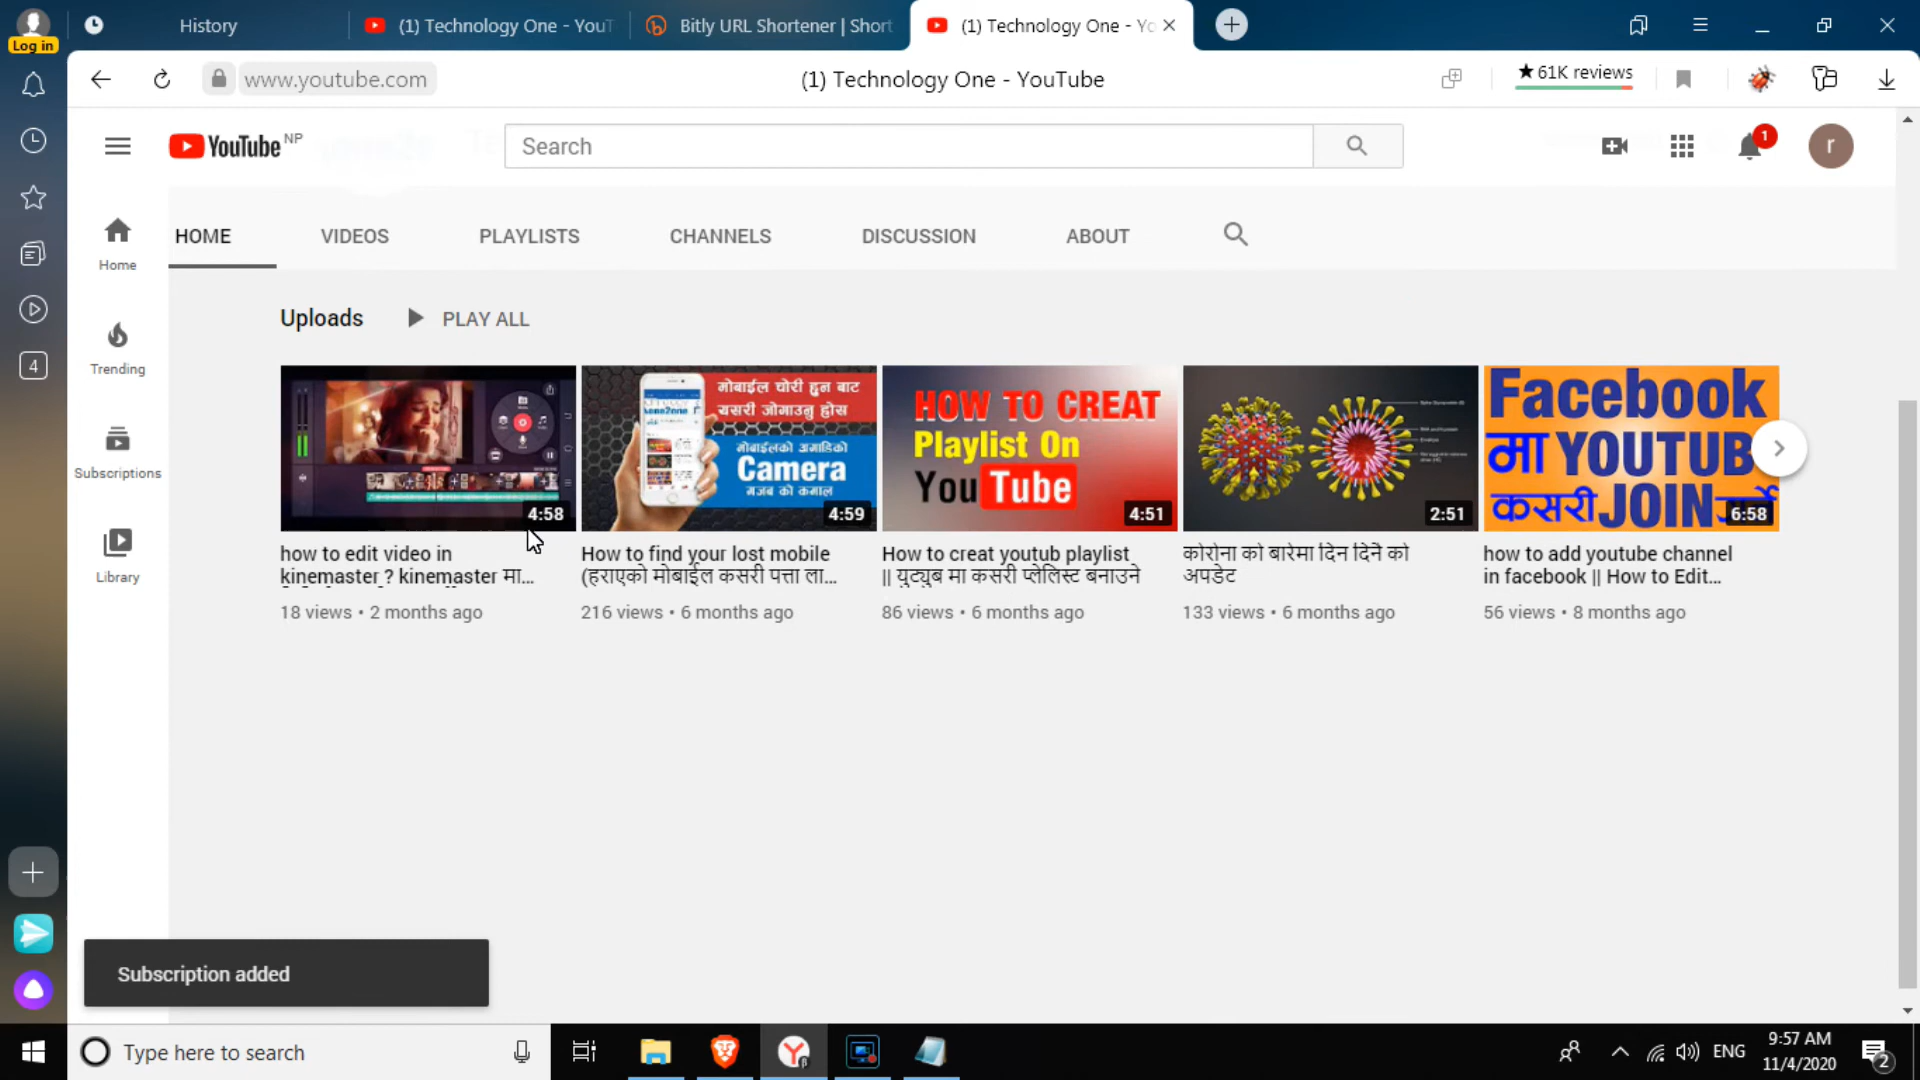 History
(1) Technology One - YouT
Bitly URL Shortener | Short
(1) Technology One - Yo
Log in
www.youtube.com
(1) Technology One - YouTube
★ 61K reviews
YouTube NP
Search
1
r
HOME
VIDEOS
PLAYLISTS
CHANNELS
DISCUSSION
ABOUT
Home
Trending
Subscriptions
Library
4
Uploads
PLAY ALL
4:58
मोबाईल चोरी हुन बाट
यसरी जोगाउनु होस
मोबाईलको अगाडिको
Camera
गजब को कमाल
4:59
HOW TO CREAT
Playlist On
YouTube
4:51
2:51
Facebook
मा YOUTUB
कसरी JOIN गर्ने
6:58
how to edit video in
kinemaster ? kinemaster मा...
18 views • 2 months ago
How to find your lost mobile
(हराएको मोबाईल कसरी पत्ता ला...
216 views • 6 months ago
How to creat youtub playlist
|| युट्युब मा कसरी प्लेलिस्ट बनाउने
86 views • 6 months ago
कोरोना को बारेमा दिन दिनै को
अपडेट
133 views • 6 months ago
how to add youtube channel
in facebook || How to Edit...
56 views • 8 months ago
Subscription added
Type here to search
ENG
9:57 AM
11/4/2020
2